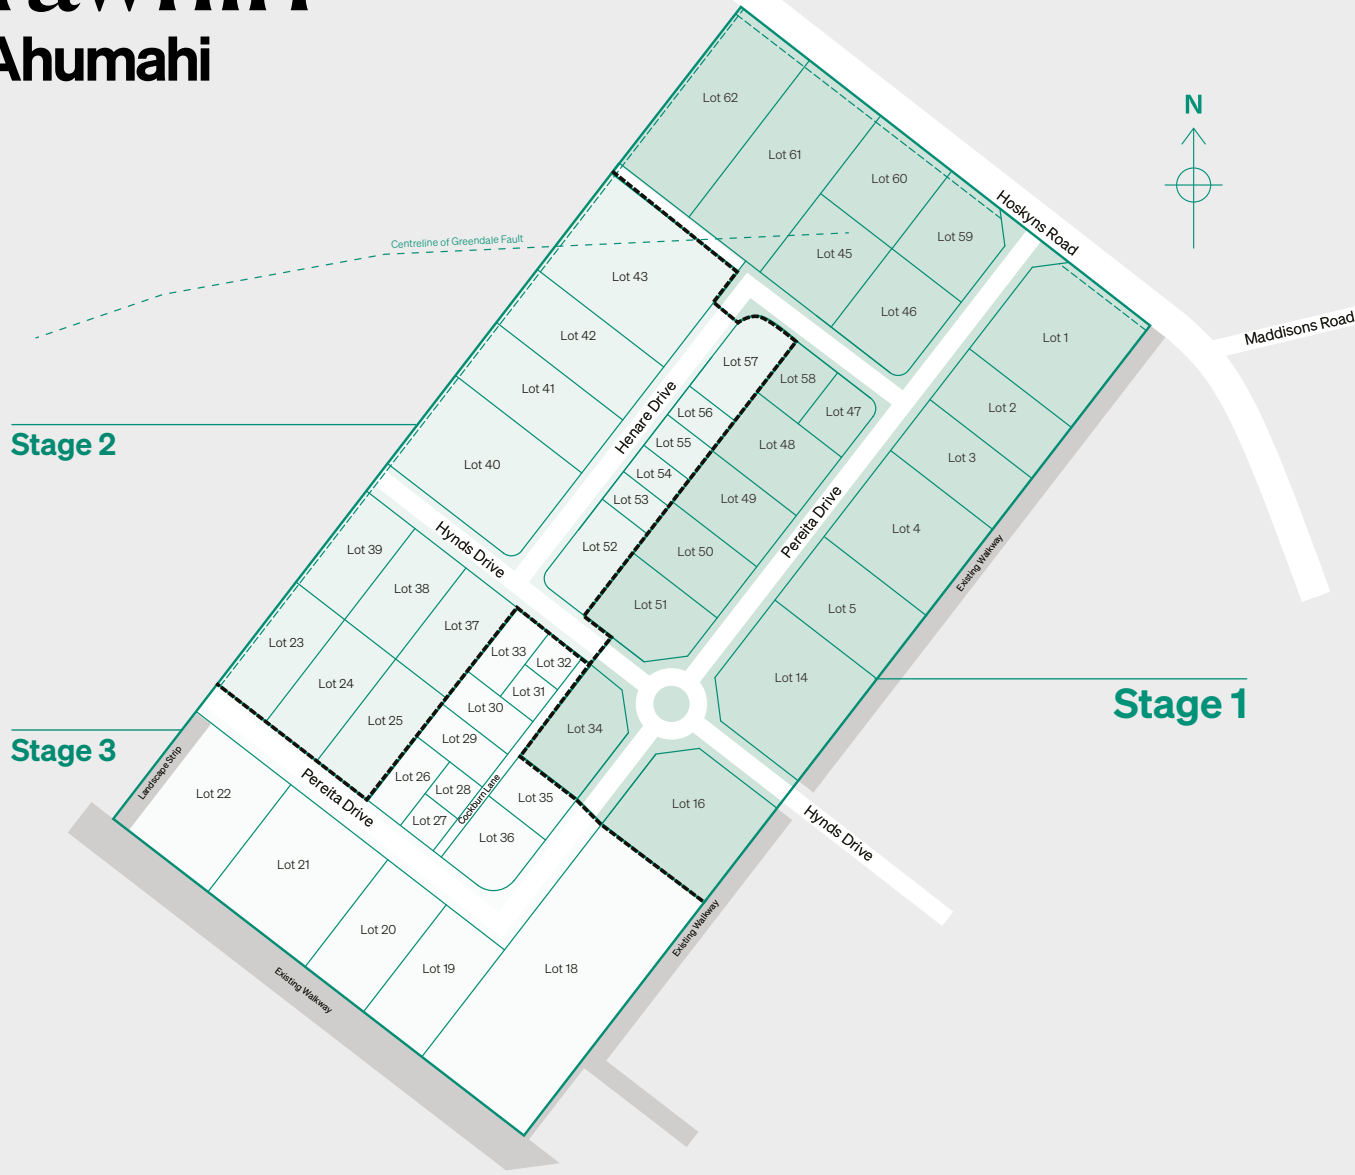 Ahumahi
N
Lot 62
Lot 61
Lot 60
Lot 59
Lot 45
Lot 46
Hoskyns Road
Maddisons Road
Centreline of Greendale Fault
Lot 43
Lot 42
Lot 41
Lot 40
Lot 1
Lot 2
Lot 3
Lot 4
Lot 5
Lot 14
Lot 57
Lot 58
Lot 47
Lot 56
Lot 48
Lot 55
Lot 54
Lot 49
Lot 53
Lot 52
Lot 50
Lot 51
Henare Drive
Pereita Drive
Existing Walkway
Stage 2
Hynds Drive
Lot 39
Lot 38
Lot 37
Lot 23
Lot 24
Lot 25
Lot 33
Lot 32
Lot 31
Lot 30
Lot 29
Lot 26
Lot 28
Lot 27
Cockburn Lane
Lot 34
Lot 35
Lot 36
Lot 16
Stage 1
Hynds Drive
Stage 3
Landscape Strip
Pereita Drive
Lot 22
Lot 21
Lot 20
Lot 19
Lot 18
Existing Walkway
Existing Walkway